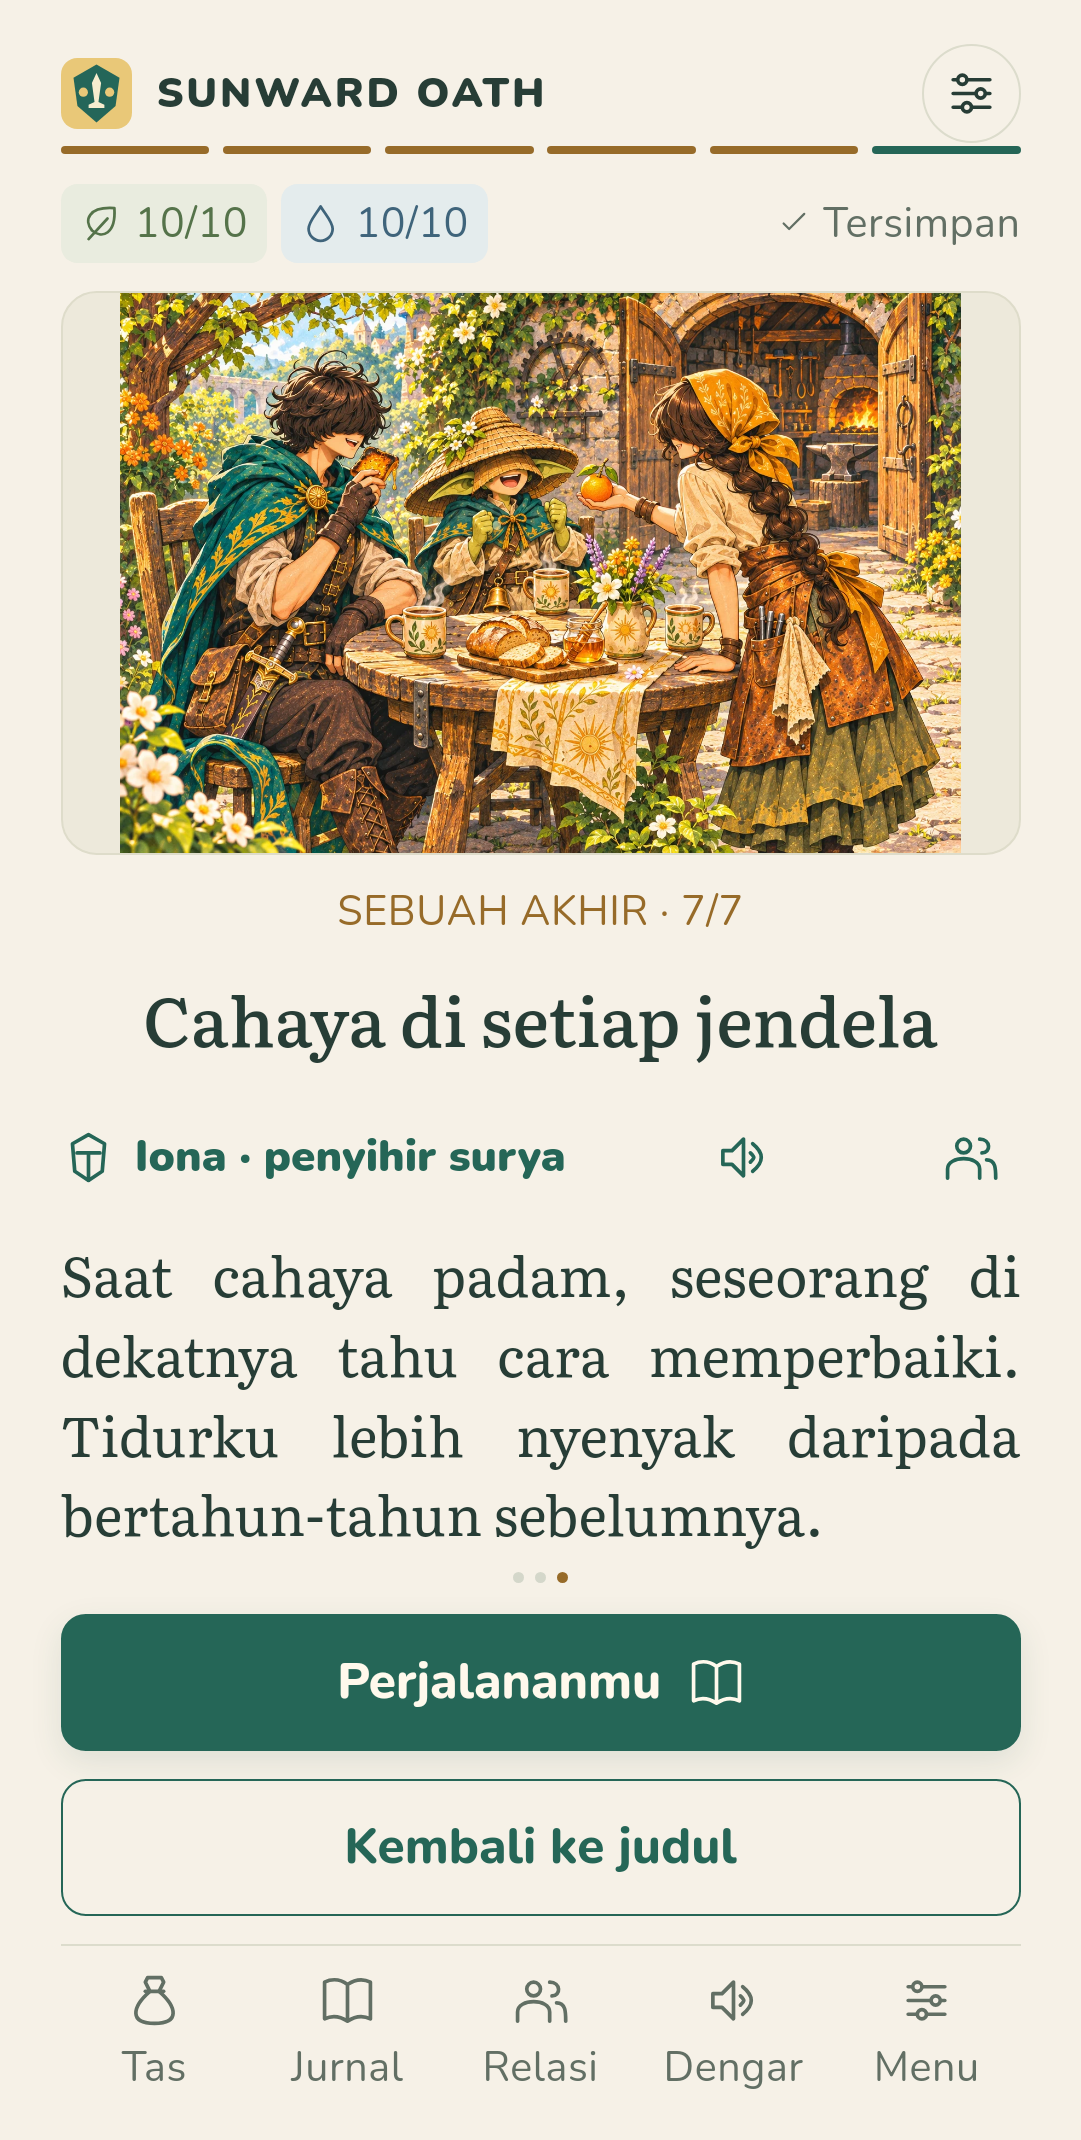 SUNWARD OATH
10/10 10/10 Tersimpan
SEBUAH AKHIR · 7/7
Cahaya di setiap jendela
Iona · penyihir surya
Saat cahaya padam, seseorang di
dekatnya tahu cara memperbaiki.
Tidurku lebih nyenyak daripada
bertahun-tahun sebelumnya.
Perjalananmu
Kembali ke judul
Tas Jurnal Relasi Dengar Menu